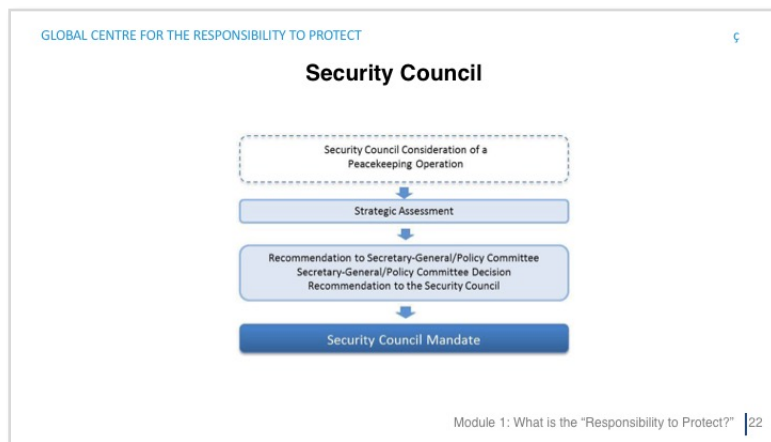 GLOBAL CENTRE FOR THE RESPONSIBILITY TO PROTECT
ç
Security Council
Security Council Consideration of a
Peacekeeping Operation
Strategic Assessment
Recommendation to Secretary-General/Policy Committee
Secretary-General/Policy Committee Decision
Recommendation to the Security Council
Security Council Mandate
Module 1: What is the “Responsibility to Protect?” 22